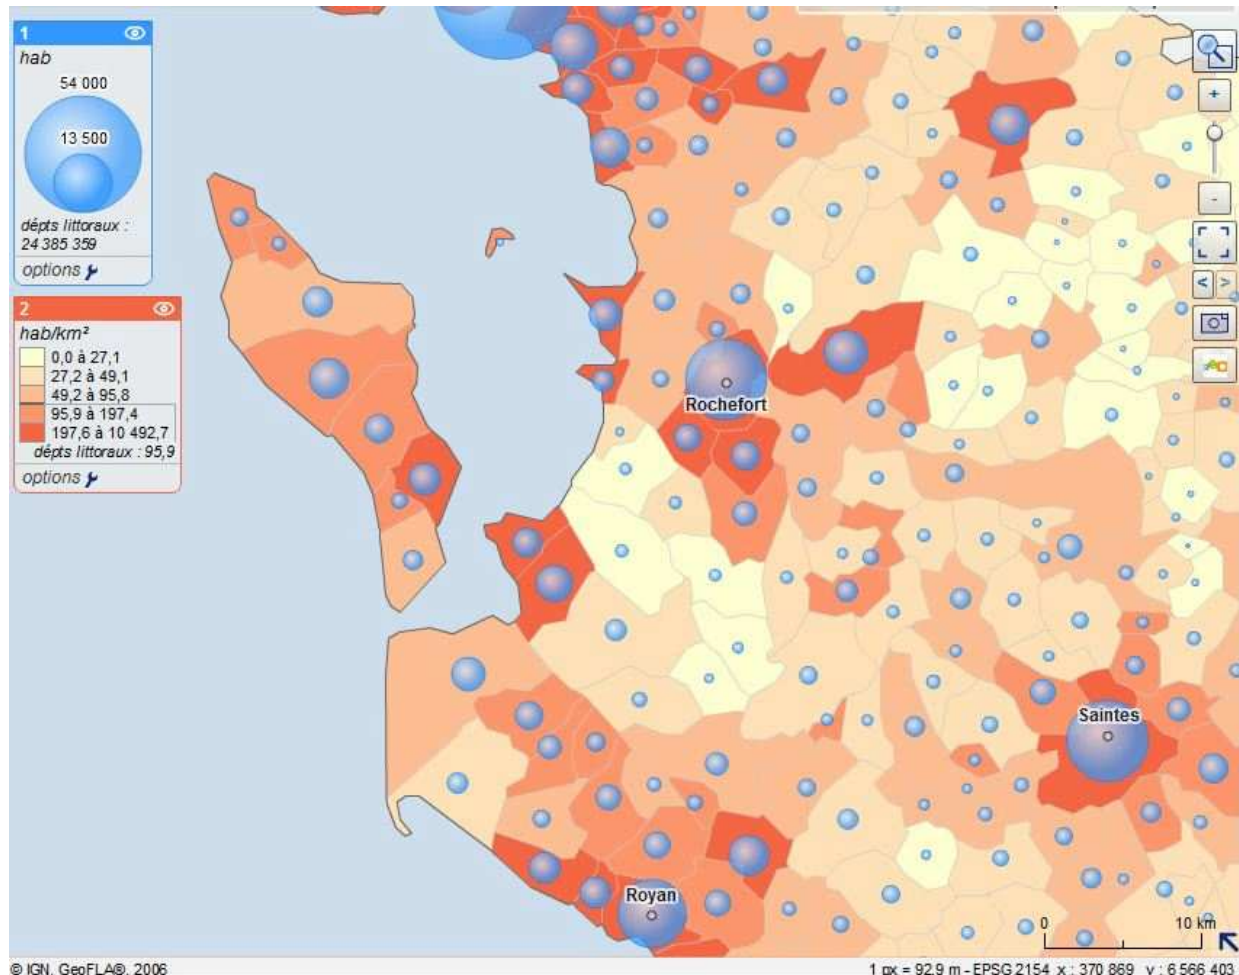 1
hab
54 000
13 500
dépts littoraux :
24 385 359
options
2
hab/km²
0,0 à 27,1
27,2 à 49,1
49,2 à 95,8
95,9 à 197,4
197,6 à 10 492,7
dépts littoraux : 95,9
options
+
-
< >
Rochefort
Saintes
Royan
0 10 km
© IGN, GeoFLA®, 2006
1 px = 92.9 m - EPSG 2154 x : 370 869 y : 6 566 403